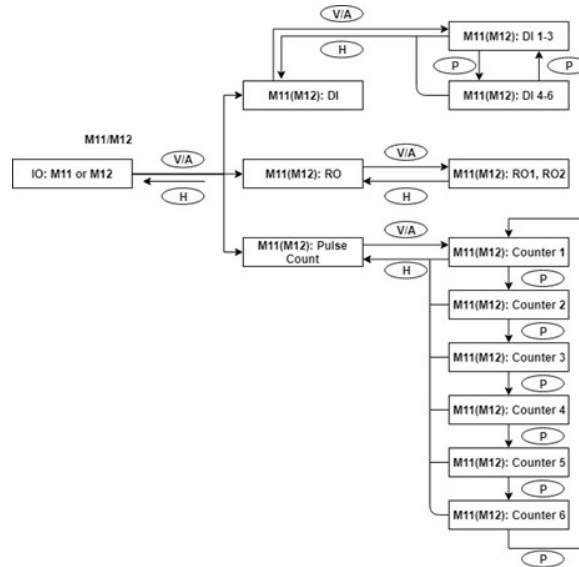 V/A
M11(M12): DI 1-3
H
P
P
M11(M12): DI
M11(M12): DI 4-6
M11/M12
V/A
V/A
IO: M11 or M12
M11(M12): RO
M11(M12): RO1, RO2
H
H
V/A
M11(M12): Pulse
Count
M11(M12): Counter 1
H
P
M11(M12): Counter 2
P
M11(M12): Counter 3
P
M11(M12): Counter 4
P
M11(M12): Counter 5
P
M11(M12): Counter 6
P